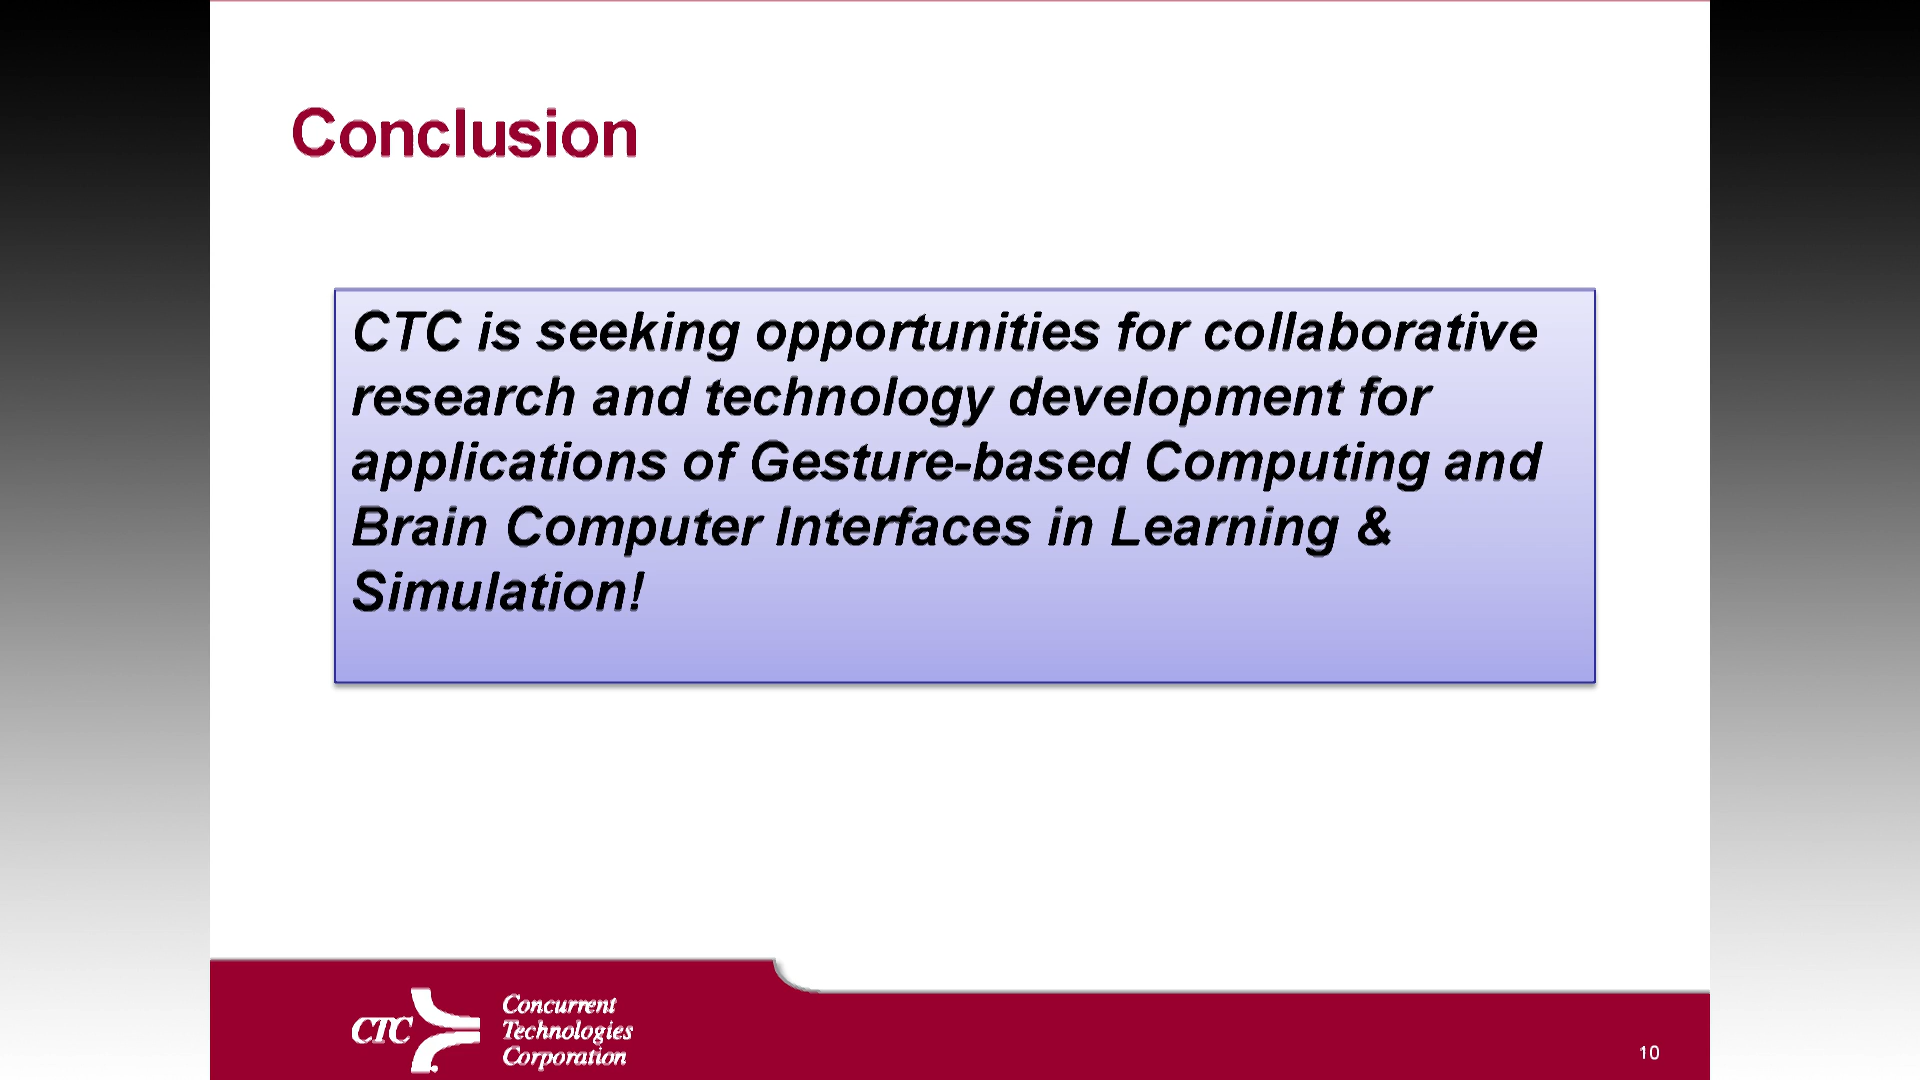 Conclusion
CTC is seeking opportunities for collaborative
research and technology development for
applications of Gesture-based Computing and
Brain Computer Interfaces in Learning &
Simulation!
CTC
Concurrent
Technologies
Corporation
10